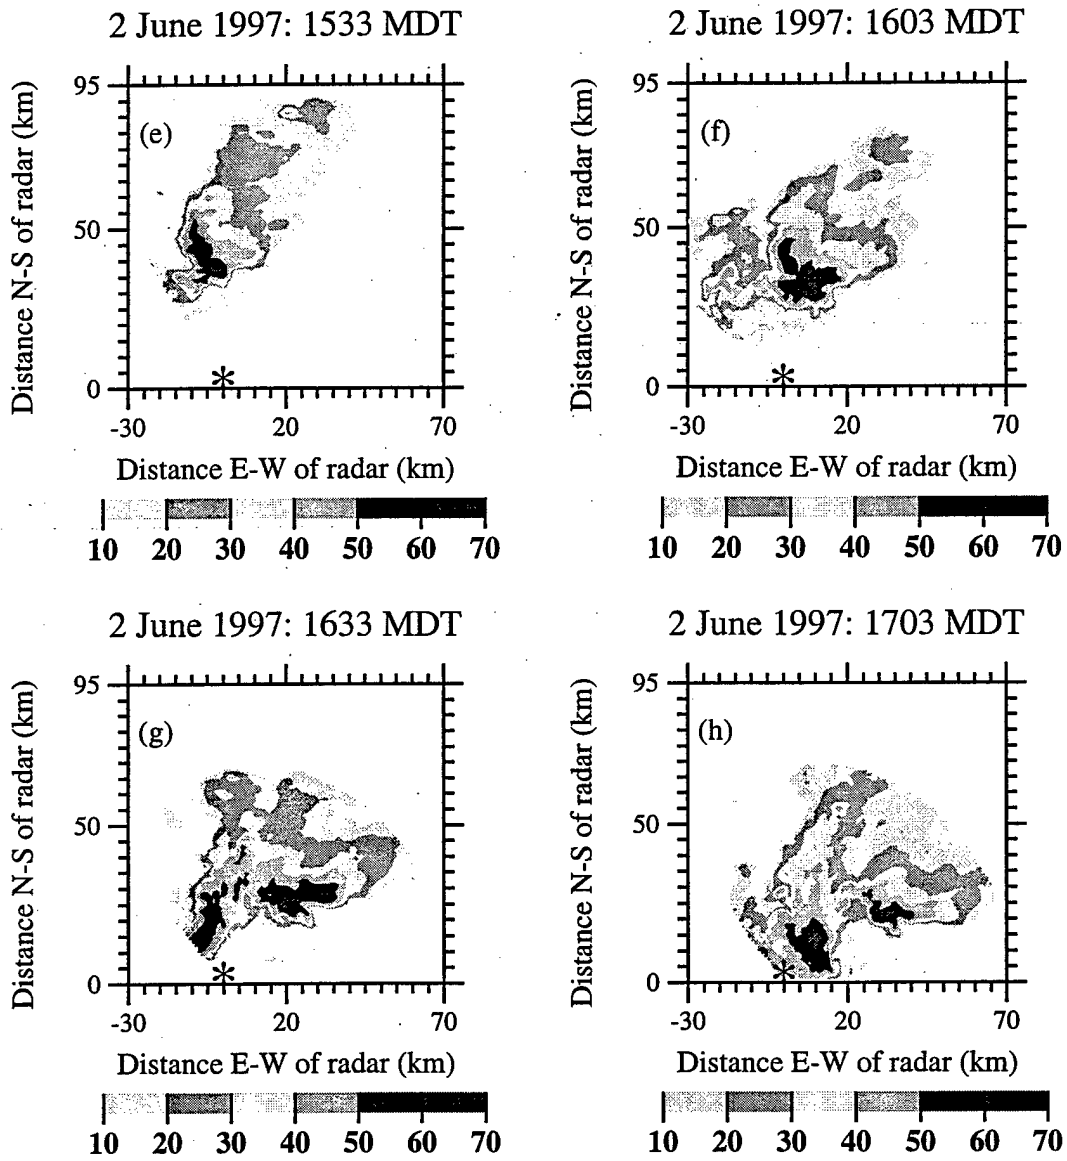 2 June 1997: 1533 MDT
95
50
0
Distance N-S of radar (km)
(e)
*
-30 20 70
Distance E-W of radar (km)
10 20 30 40 50 60 70
2 June 1997: 1603 MDT
95
50
0
Distance N-S of radar (km)
(f)
*
-30 20 70
Distance E-W of radar (km)
10 20 30 40 50 60 70
2 June 1997: 1633 MDT
95
50
0
Distance N-S of radar (km)
(g)
*
-30 20 70
Distance E-W of radar (km)
10 20 30 40 50 60 70
2 June 1997: 1703 MDT
95
50
0
Distance N-S of radar (km)
(h)
*
-30 20 70
Distance E-W of radar (km)
10 20 30 40 50 60 70